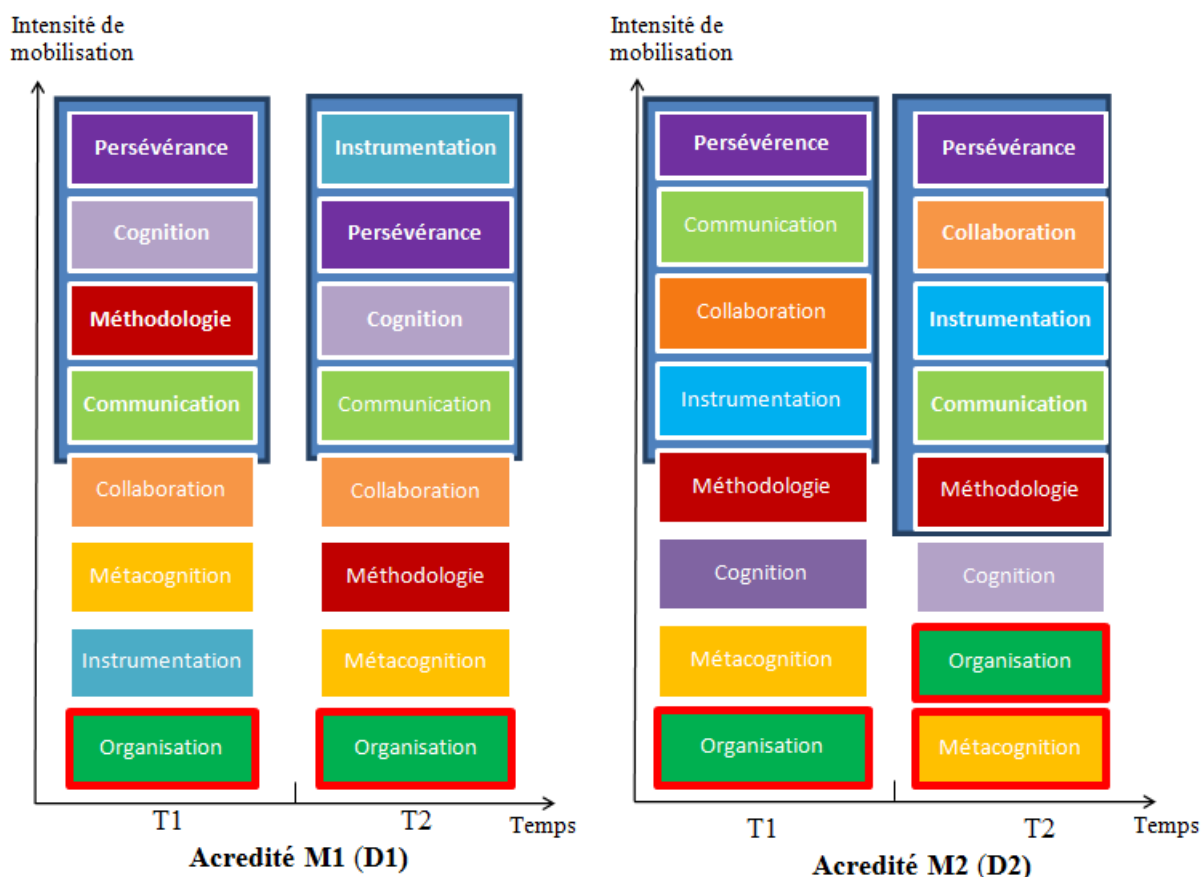 Intensité de
mobilisation
Persévérance
Cognition
Méthodologie
Communication
Collaboration
Métacognition
Instrumentation
Organisation
Instrumentation
Persévérance
Cognition
Communication
Collaboration
Méthodologie
Métacognition
Organisation
T1
T2
Temps
Acredité M1 (D1)
Intensité de
mobilisation
Persévérence
Communication
Collaboration
Instrumentation
Méthodologie
Cognition
Métacognition
Organisation
Persévérance
Collaboration
Instrumentation
Communication
Méthodologie
Cognition
Organisation
Métacognition
T1
T2
Temps
Acredité M2 (D2)